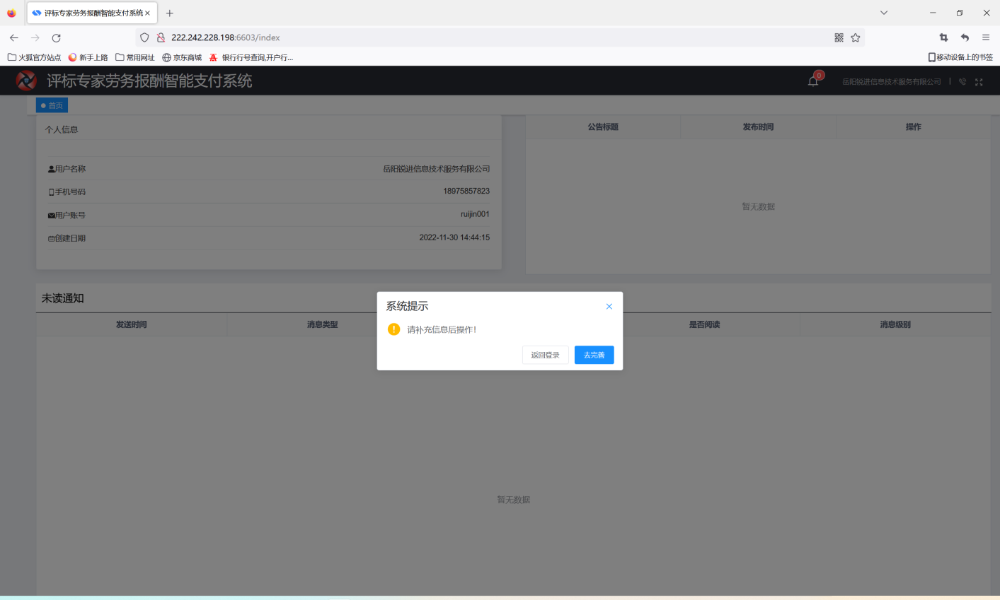 评标专家劳务报酬智能支付系统
222.242.228.198:6603/index
火狐官方站点 新手上路 常用网址 京东商城 银行行号查询,开户行... 移动设备上的书签
评标专家劳务报酬智能支付系统 0 岳阳锐进信息技术服务有限公司
首页
个人信息
用户名称 岳阳锐进信息技术服务有限公司
手机号码 18975857823
用户账号 ruijin001
创建日期 2022-11-30 14:44:15
公告标题 发布时间 操作
暂无数据
未读通知
发送时间 消息类型 是否阅读 消息级别
系统提示
请补充信息后操作!
返回登录 去完善
暂无数据